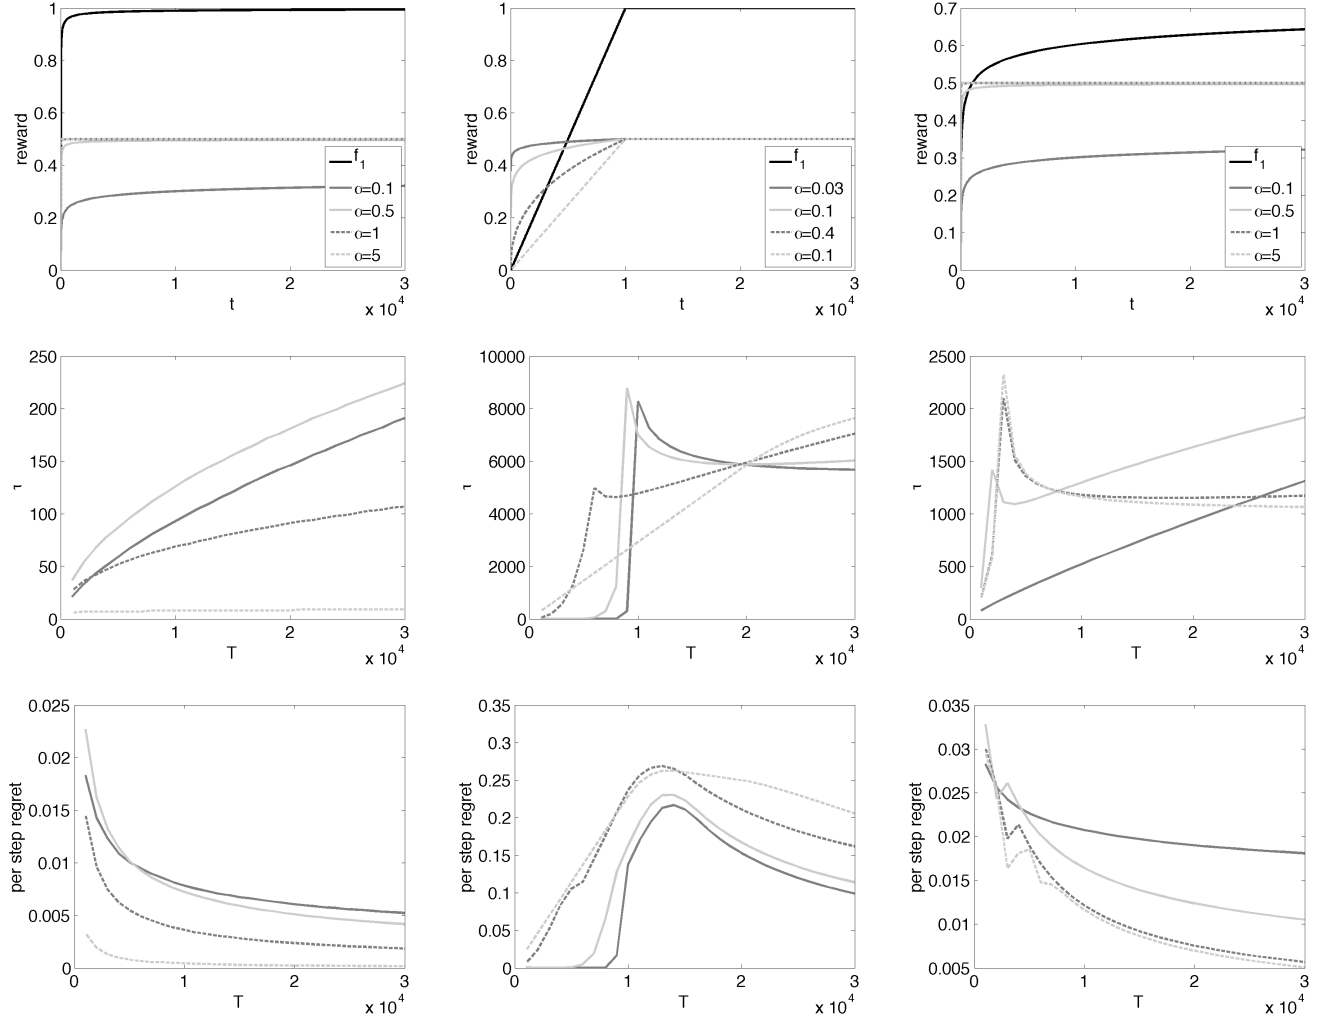 1
0.8
0.6
0.4
0.2
0
reward
0 1 2 3
t
x 10^4
f_1
α=0.1
α=0.5
α=1
α=5
1
0.8
0.6
0.4
0.2
0
reward
0 1 2 3
t
x 10^4
f_1
α=0.03
α=0.1
α=0.4
α=0.1
0.7
0.6
0.5
0.4
0.3
0.2
0.1
0
reward
0 1 2 3
t
x 10^4
f_1
α=0.1
α=0.5
α=1
α=5
250
200
150
100
50
0
0 1 2 3
T
x 10^4
10000
8000
6000
4000
2000
0
0 1 2 3
T
x 10^4
2500
2000
1500
1000
500
0
0 1 2 3
T
x 10^4
0.025
0.02
0.015
0.01
0.005
0
per step regret
0 1 2 3
T
x 10^4
0.35
0.3
0.25
0.2
0.15
0.1
0.05
0
per step regret
0 1 2 3
T
x 10^4
0.035
0.03
0.025
0.02
0.015
0.01
0.005
per step regret
0 1 2 3
T
x 10^4